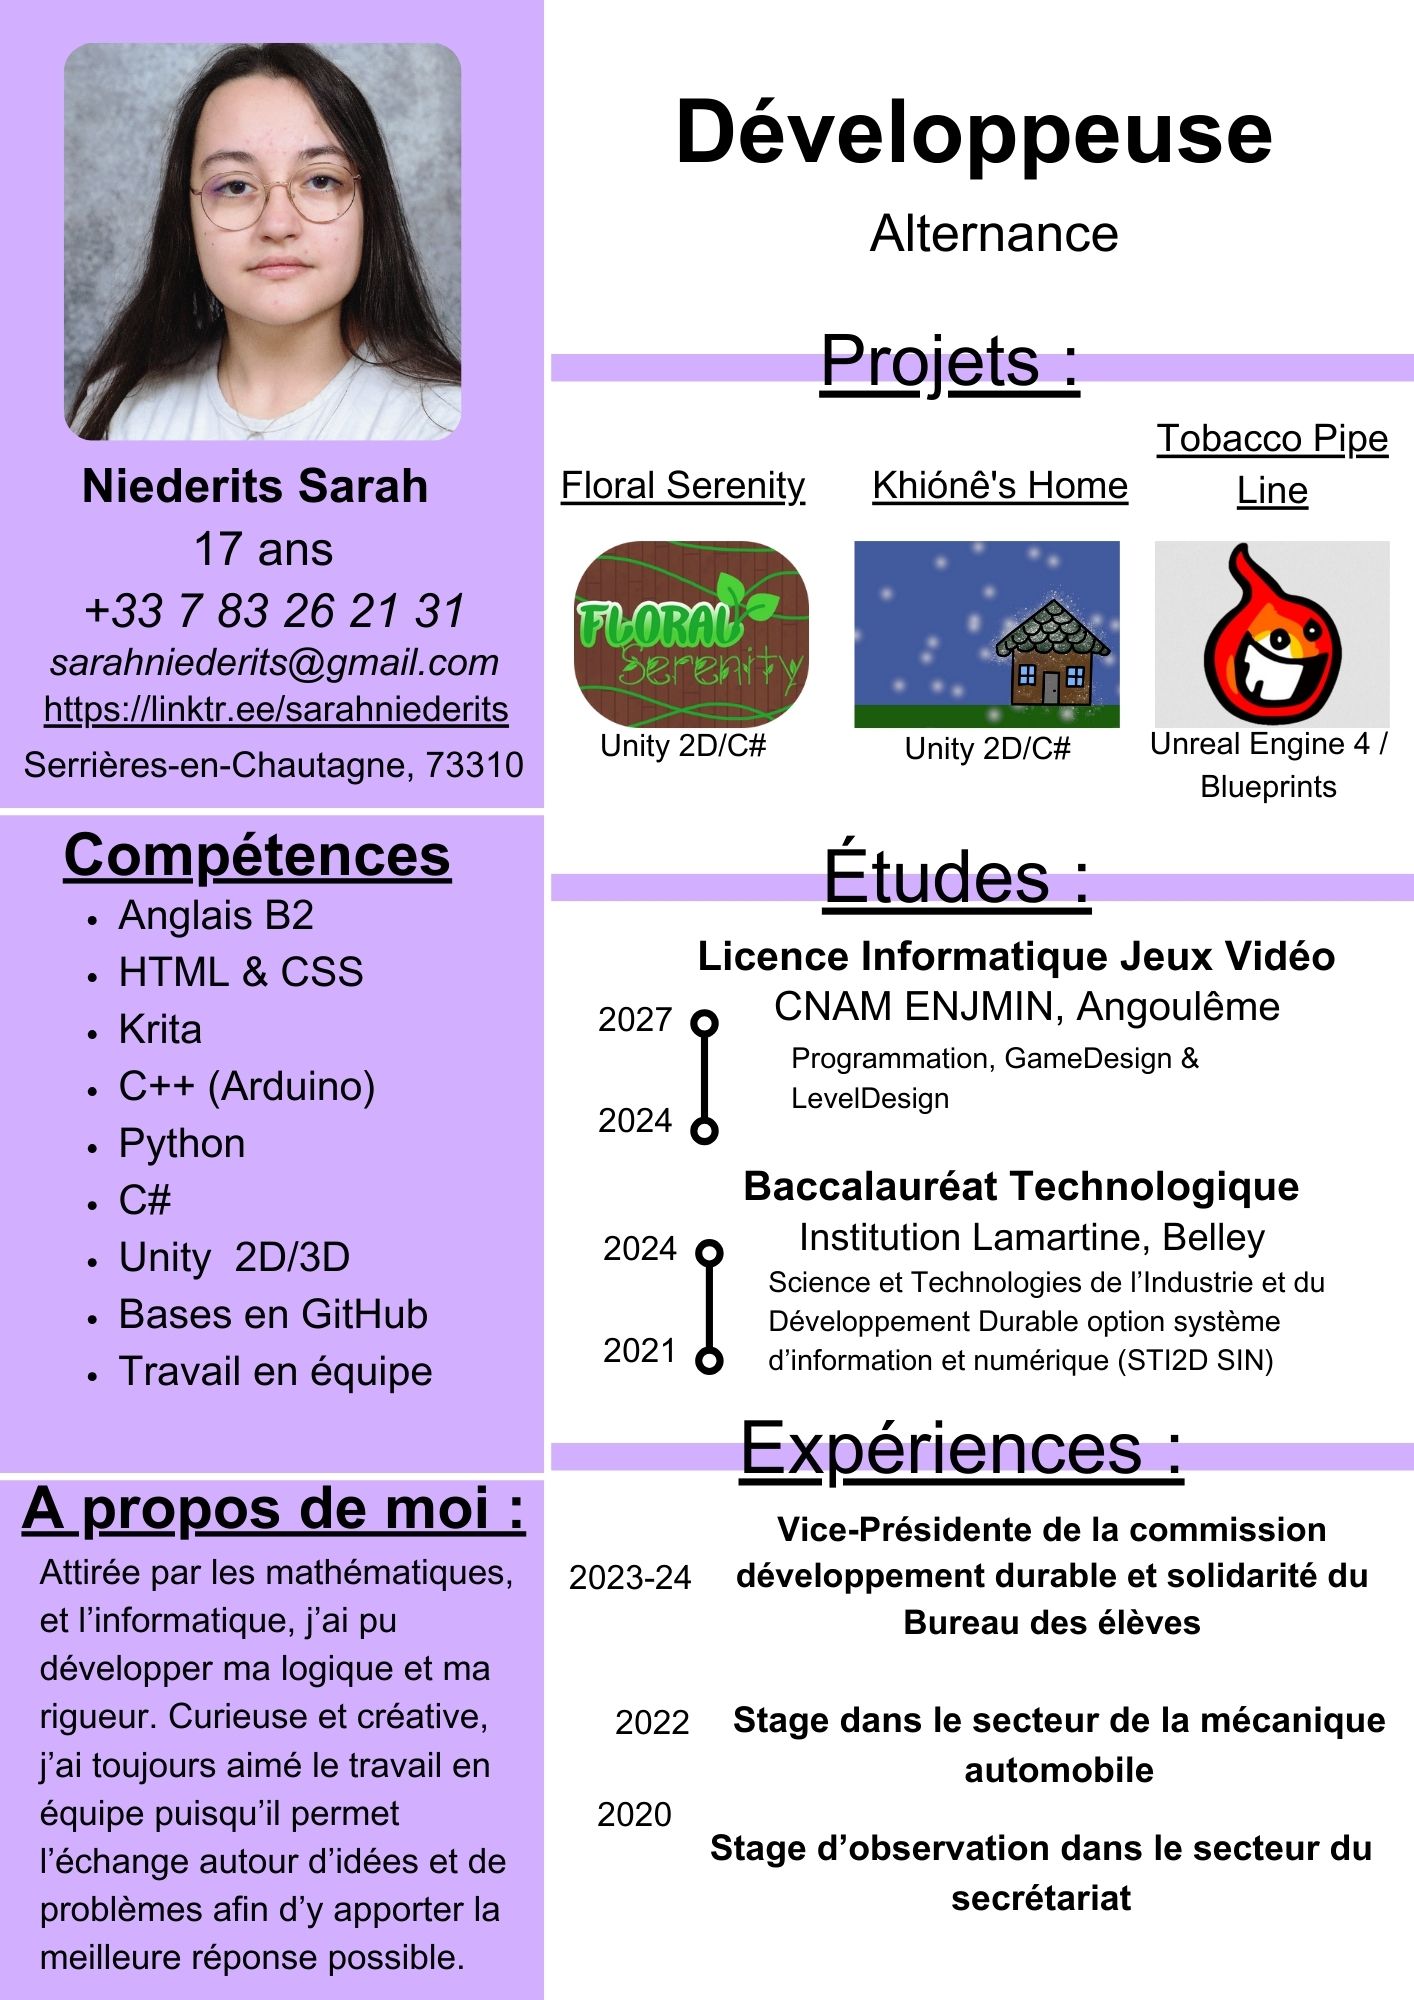 Niederits Sarah
17 ans
+33 7 83 26 21 31
sarahniederits@gmail.com
https://linktr.ee/sarahniederits
Serrières-en-Chautagne, 73310
Compétences
• Anglais B2
• HTML & CSS
• Krita
• C++ (Arduino)
• Python
• C#
• Unity  2D/3D
• Bases en GitHub
• Travail en équipe
A propos de moi :
Attirée par les mathématiques,
et l’informatique, j’ai pu
développer ma logique et ma
rigueur. Curieuse et créative,
j’ai toujours aimé le travail en
équipe puisqu’il permet
l’échange autour d’idées et de
problèmes afin d’y apporter la
meilleure réponse possible.
Développeuse
Alternance
Projets :
Floral Serenity
FLORAL
Serenity
Unity 2D/C#
Khiónê's Home
Unity 2D/C#
Tobacco Pipe
Line
Unreal Engine 4 /
Blueprints
Études :
Licence Informatique Jeux Vidéo
CNAM ENJMIN, Angoulême
2027
Programmation, GameDesign &
LevelDesign
2024
Baccalauréat Technologique
Institution Lamartine, Belley
2024
Science et Technologies de l’Industrie et du
Développement Durable option système
d’information et numérique (STI2D SIN)
2021
Expériences :
2023-24
Vice-Présidente de la commission
développement durable et solidarité du
Bureau des élèves
2022
Stage dans le secteur de la mécanique
automobile
2020
Stage d’observation dans le secteur du
secrétariat